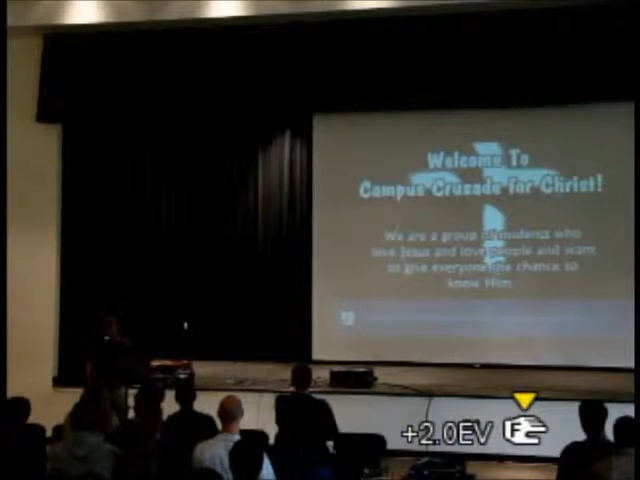 Welcome To
Campus Crusade for Christ!
We are a group of students who
love Jesus and love people and want
to give everyone the chance to
know Him
+2.0EV